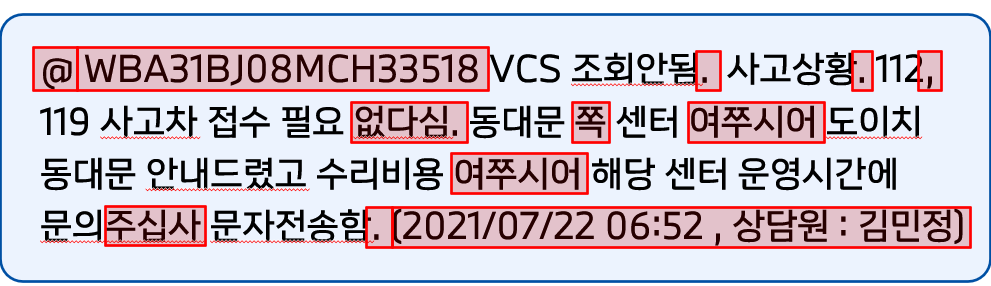 @ WBA31BJ08MCH33518 VCS 조회안됨. 사고상황. 112,
119 사고차 접수 필요 없다심. 동대문 쪽 센터 여쭈시어 도이치
동대문 안내드렸고 수리비용 여쭈시어 해당 센터 운영시간에
문의주십사 문자전송함. (2021/07/22 06:52 , 상담원 : 김민정)